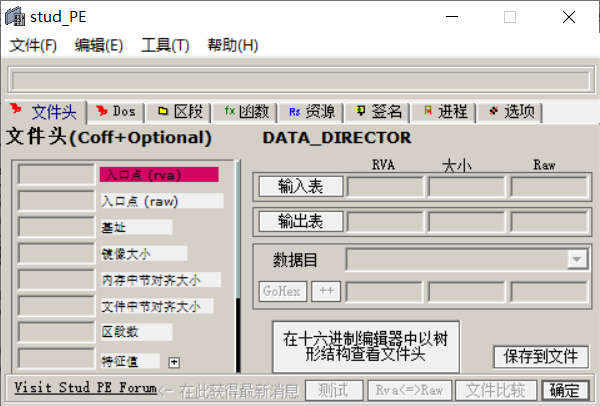 stud_PE
文件(F) 编辑(E) 工具(T) 帮助(H)
文件头 Dos 区段 fx 函数 Rs 资源 签名 进程 选项
文件头(Coff+Optional) DATA_DIRECTOR
RVA 大小 Raw
入口点 (rva) 输入表
入口点 (raw) 输出表
基址
镜像大小 数据目
内存中节对齐大小 GoHex ++
文件中节对齐大小
区段数 在十六进制编辑器中以树
形结构查看文件头
特征值 + 保存到文件
Visit Stud PE Forum <- 在此获得最新消息 测试 Rva<=>Raw 文件比较 确定